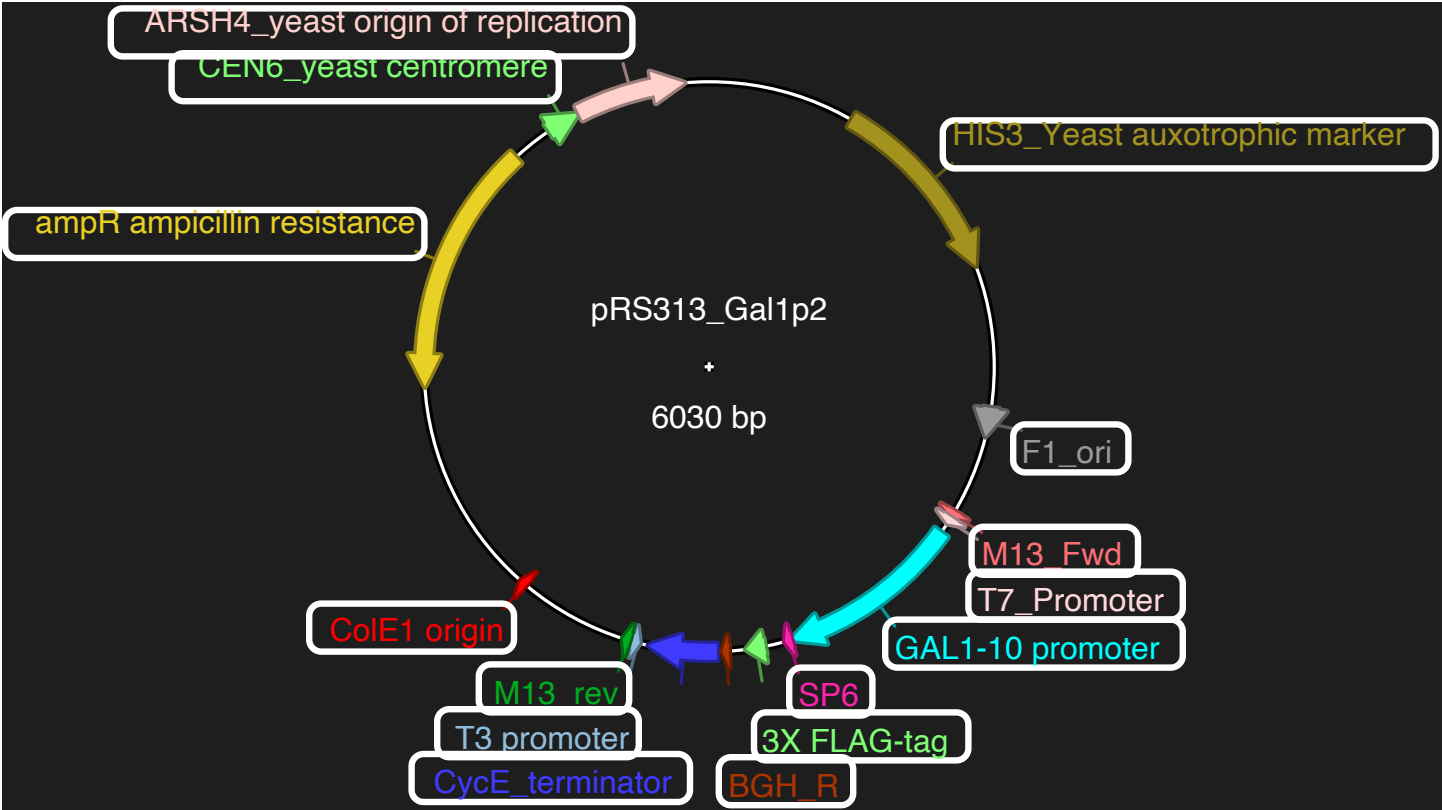 ARSH4_yeast origin of replication
CEN6_yeast centromere
HIS3_Yeast auxotrophic marker
ampR ampicillin resistance
pRS313_Gal1p2
6030 bp
F1_ori
M13_Fwd
T7_Promoter
GAL1-10 promoter
ColE1 origin
M13_rev
SP6
T3 promoter
3X FLAG-tag
CycE_terminator
BGH_R